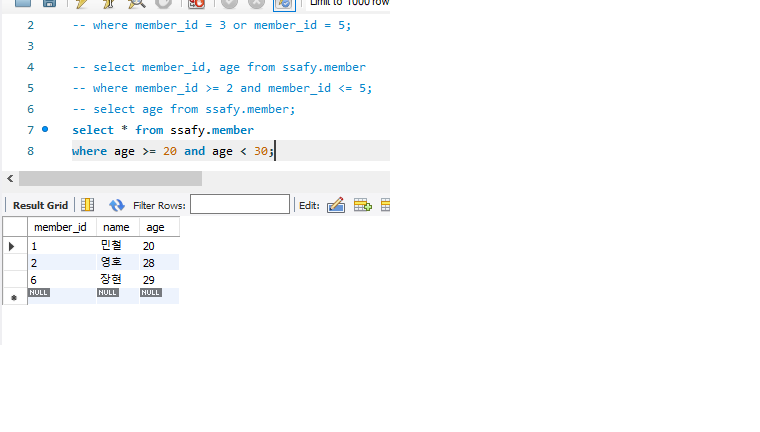 Limit to 1000 row
2 -- where member_id = 3 or member_id = 5;
3
4 -- select member_id, age from ssafy.member
5 -- where member_id >= 2 and member_id <= 5;
6 -- select age from ssafy.member;
7 select * from ssafy.member
8 where age >= 20 and age < 30;
Result Grid Filter Rows: Edit:
member_id name age
1 민철 20
2 영호 28
6 장현 29
NULL NULL NULL